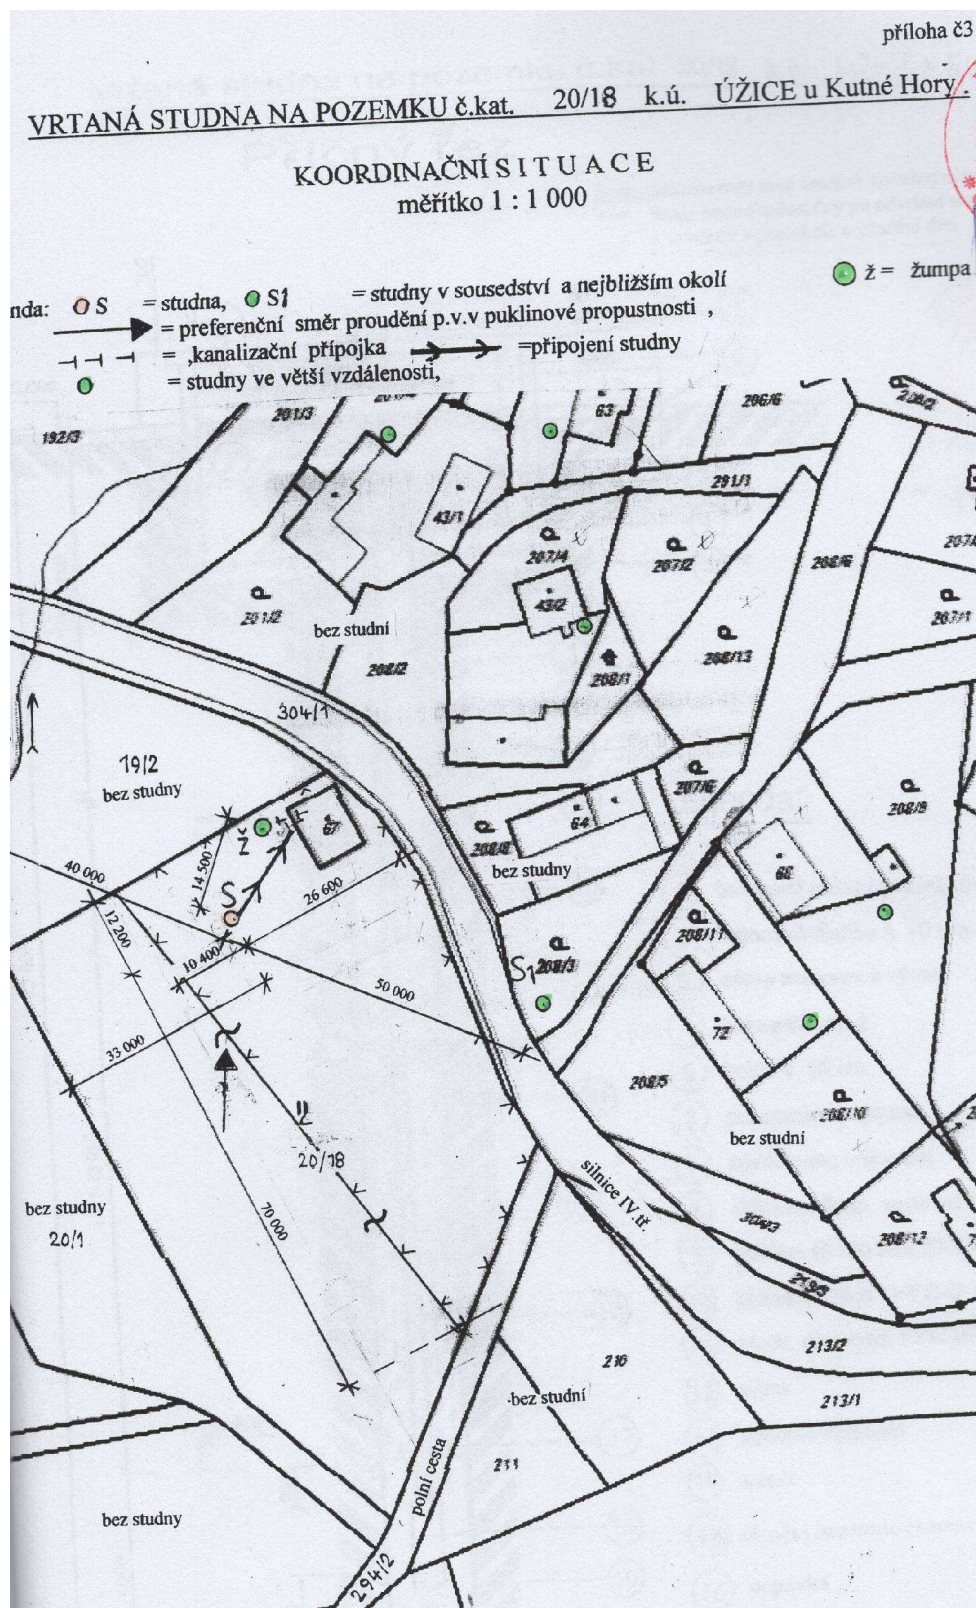 příloha č3
VRTANÁ STUDNA NA POZEMKU č.kat. 20/18 k.ú. ÚŽICE u Kutné Hory.
KOORDINAČNÍ SITUACE
měřítko 1 : 1 000
nda: S = studna, S1 = studny v sousedství a nejbližším okolí
ž = žumpa
= preferenční směr proudění p.v.v puklinové propustnosti ,
= ,kanalizační přípojka =připojení studny
= studny ve větší vzdálenosti,
192/3
201/3
63
206/6
291/1
43/1
207/4
207/2
208/6
43/2
201/2
bez studní
208/2
208/1
208/13
207/1
304/1
19/2
bez studny
67
ž
64
207/6
208/9
bez studny
66
40 000
14 500
26 600
S
12 200
10 400
50 000
S1
208/3
208/11
72
33 000
208/5
208/10
bez studní
20/18
silnice IV.tř.
bez studny
20/1
70 000
208/12
219/3
213/2
210
bez studní
213/1
211
polní cesta
bez studny
294/2